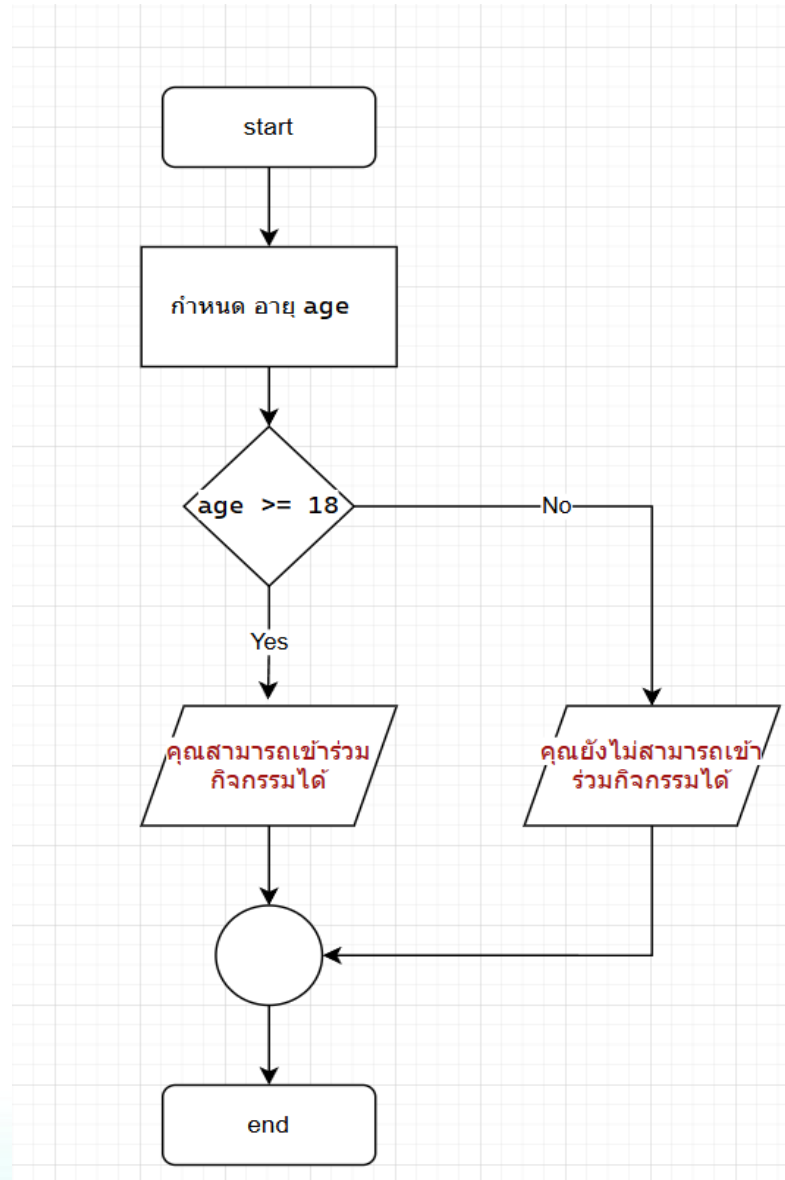 start
กำหนด อายุ age
age >= 18
No
Yes
คุณสามารถเข้าร่วม
กิจกรรมได้
คุณยังไม่สามารถเข้า
ร่วมกิจกรรมได้
end